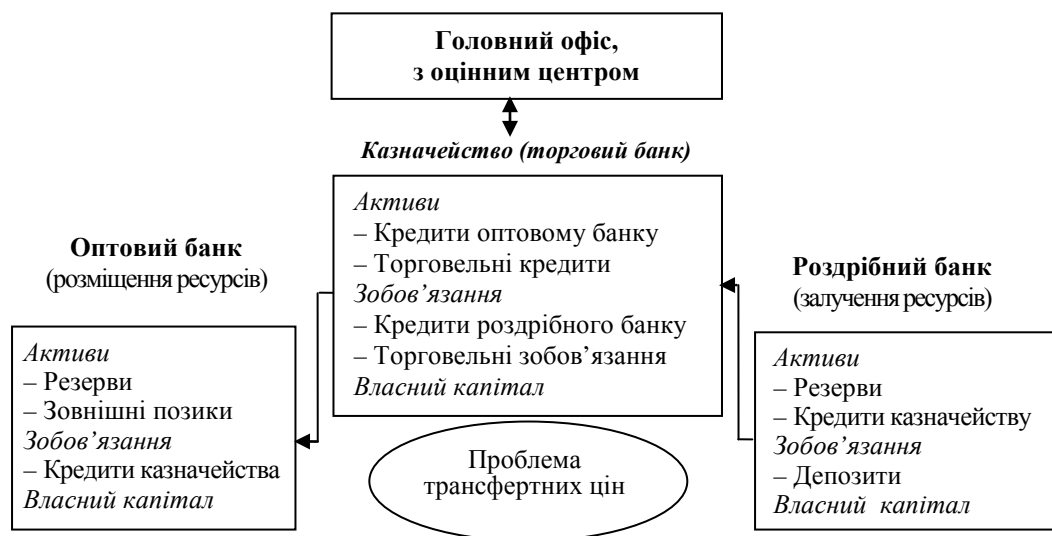 Головний офіс,
з оцінним центром
Казначейство (торговий банк)
Активи
– Кредити оптовому банку
– Торговельні кредити
Зобов’язання
– Кредити роздрібного банку
– Торговельні зобов’язання
Власний капітал
Оптовий банк
(розміщення ресурсів)
Активи
– Резерви
– Зовнішні позики
Зобов’язання
– Кредити казначейства
Власний капітал
Роздрібний банк
(залучення ресурсів)
Активи
– Резерви
– Кредити казначейству
Зобов’язання
– Депозити
Власний капітал
Проблема
трансфертних цін